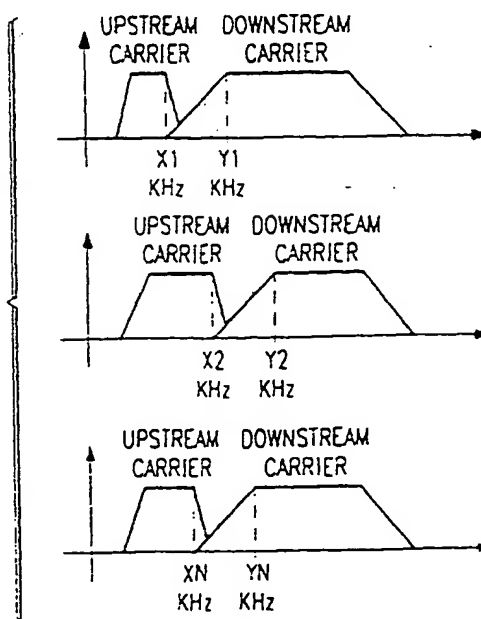 UPSTREAM DOWNSTREAM
CARRIER CARRIER
X1 Y1
KHz KHz
UPSTREAM DOWNSTREAM
CARRIER CARRIER
X2 Y2
KHz KHz
UPSTREAM DOWNSTREAM
CARRIER CARRIER
XN YN
KHz KHz